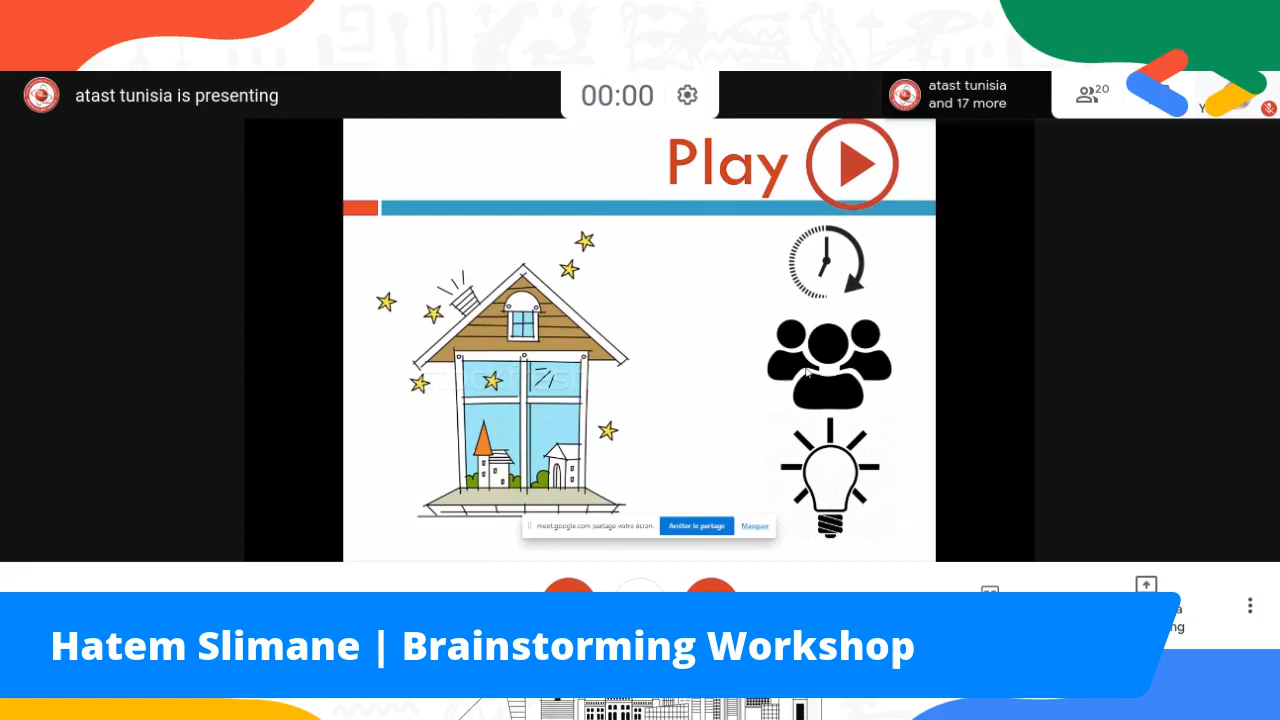 atast tunisia is presenting
00:00
atast tunisia
and 17 more
20
Play
meet.google.com partage votre écran.
Arrêter le partage
Masquer
ng
Hatem Slimane | Brainstorming Workshop